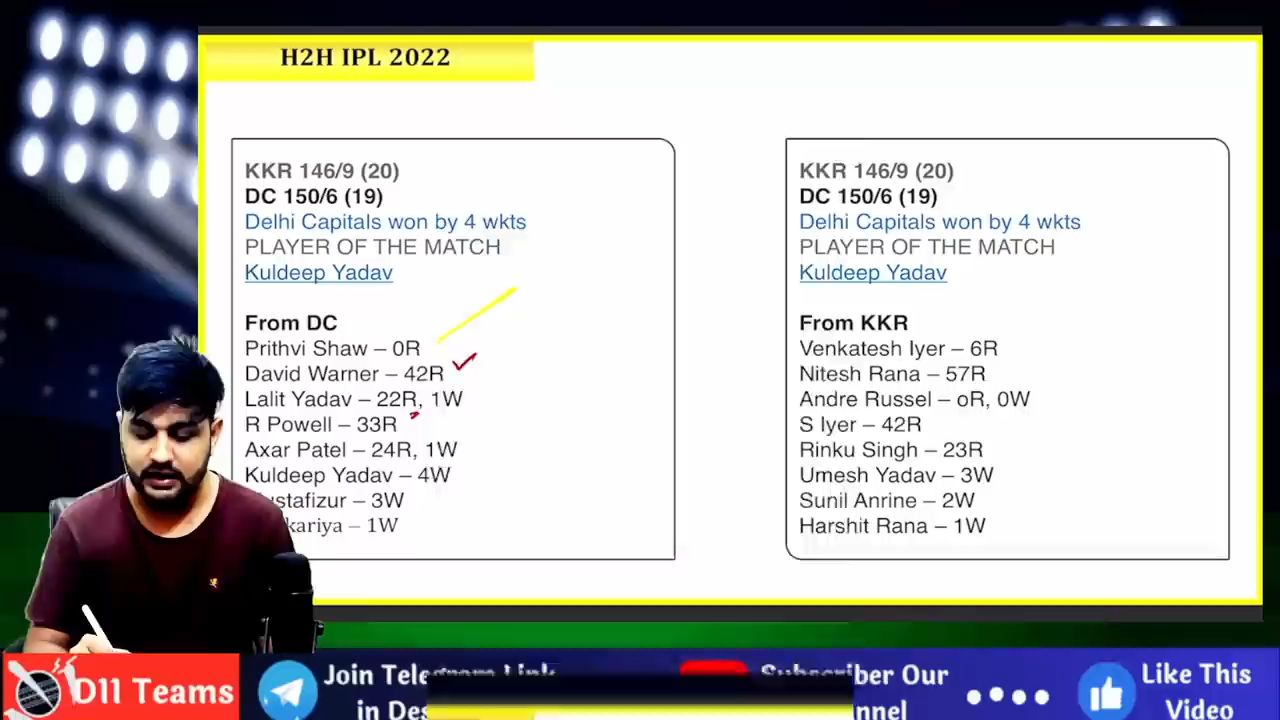 H2H IPL 2022
KKR 146/9 (20)
DC 150/6 (19)
Delhi Capitals won by 4 wkts
PLAYER OF THE MATCH
Kuldeep Yadav
From DC
Prithvi Shaw – 0R
David Warner – 42R
Lalit Yadav – 22R, 1W
R Powell – 33R
Axar Patel – 24R, 1W
Kuldeep Yadav – 4W
stafizur – 3W
kariya – 1W
KKR 146/9 (20)
DC 150/6 (19)
Delhi Capitals won by 4 wkts
PLAYER OF THE MATCH
Kuldeep Yadav
From KKR
Venkatesh Iyer – 6R
Nitesh Rana – 57R
Andre Russel – oR, 0W
S Iyer – 42R
Rinku Singh – 23R
Umesh Yadav – 3W
Sunil Anrine – 2W
Harshit Rana – 1W
D11 Teams
Join Telegram Link
in Des
Subscriber Our
nnel
Like This
Video